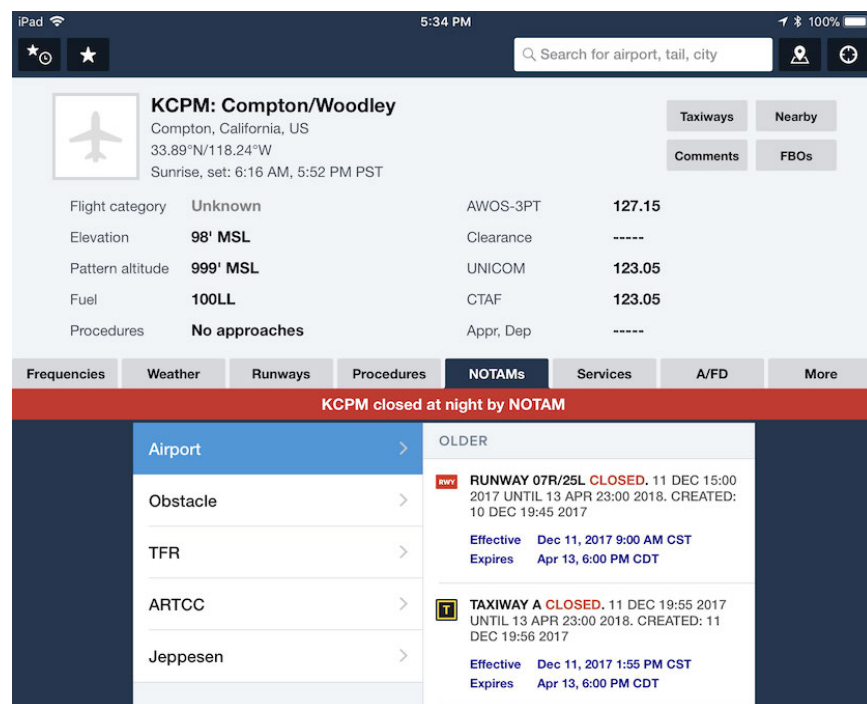 iPad 5:34 PM 100%
Search for airport, tail, city
KCPM: Compton/Woodley
Compton, California, US
33.89°N/118.24°W
Sunrise, set: 6:16 AM, 5:52 PM PST
Taxiways Nearby
Comments FBOs
Flight category Unknown AWOS-3PT 127.15
Elevation 98' MSL Clearance -----
Pattern altitude 999' MSL UNICOM 123.05
Fuel 100LL CTAF 123.05
Procedures No approaches Appr, Dep -----
Frequencies Weather Runways Procedures NOTAMs Services A/FD More
KCPM closed at night by NOTAM
Airport
Obstacle
TFR
ARTCC
Jeppesen
OLDER
RWY RUNWAY 07R/25L CLOSED. 11 DEC 15:00
2017 UNTIL 13 APR 23:00 2018. CREATED:
10 DEC 19:45 2017
Effective Dec 11, 2017 9:00 AM CST
Expires Apr 13, 6:00 PM CDT
T TAXIWAY A CLOSED. 11 DEC 19:55 2017
UNTIL 13 APR 23:00 2018. CREATED: 11
DEC 19:56 2017
Effective Dec 11, 2017 1:55 PM CST
Expires Apr 13, 6:00 PM CDT